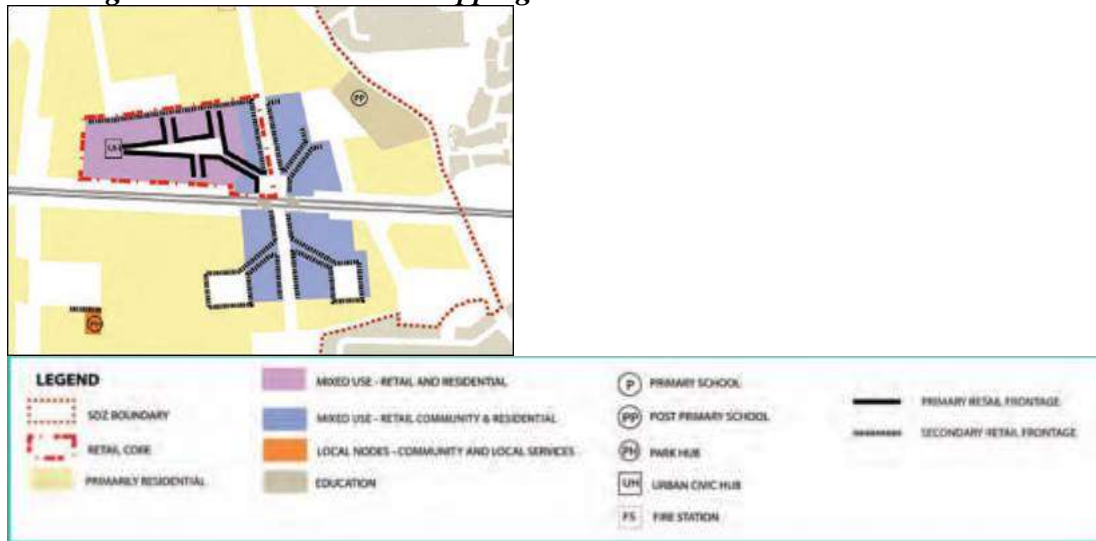 PP
UH
PH
LEGEND
SDZ BOUNDARY
RETAIL CORE
PRIMARILY RESIDENTIAL
MIXED USE - RETAIL AND RESIDENTIAL
MIXED USE - RETAIL COMMUNITY & RESIDENTIAL
LOCAL NODES - COMMUNITY AND LOCAL SERVICES
EDUCATION
P PRIMARY SCHOOL
PP POST PRIMARY SCHOOL
PH PARK HUB
UH URBAN CIVIC HUB
FS FIRE STATION
PRIMARY RETAIL FRONTAGE
SECONDARY RETAIL FRONTAGE